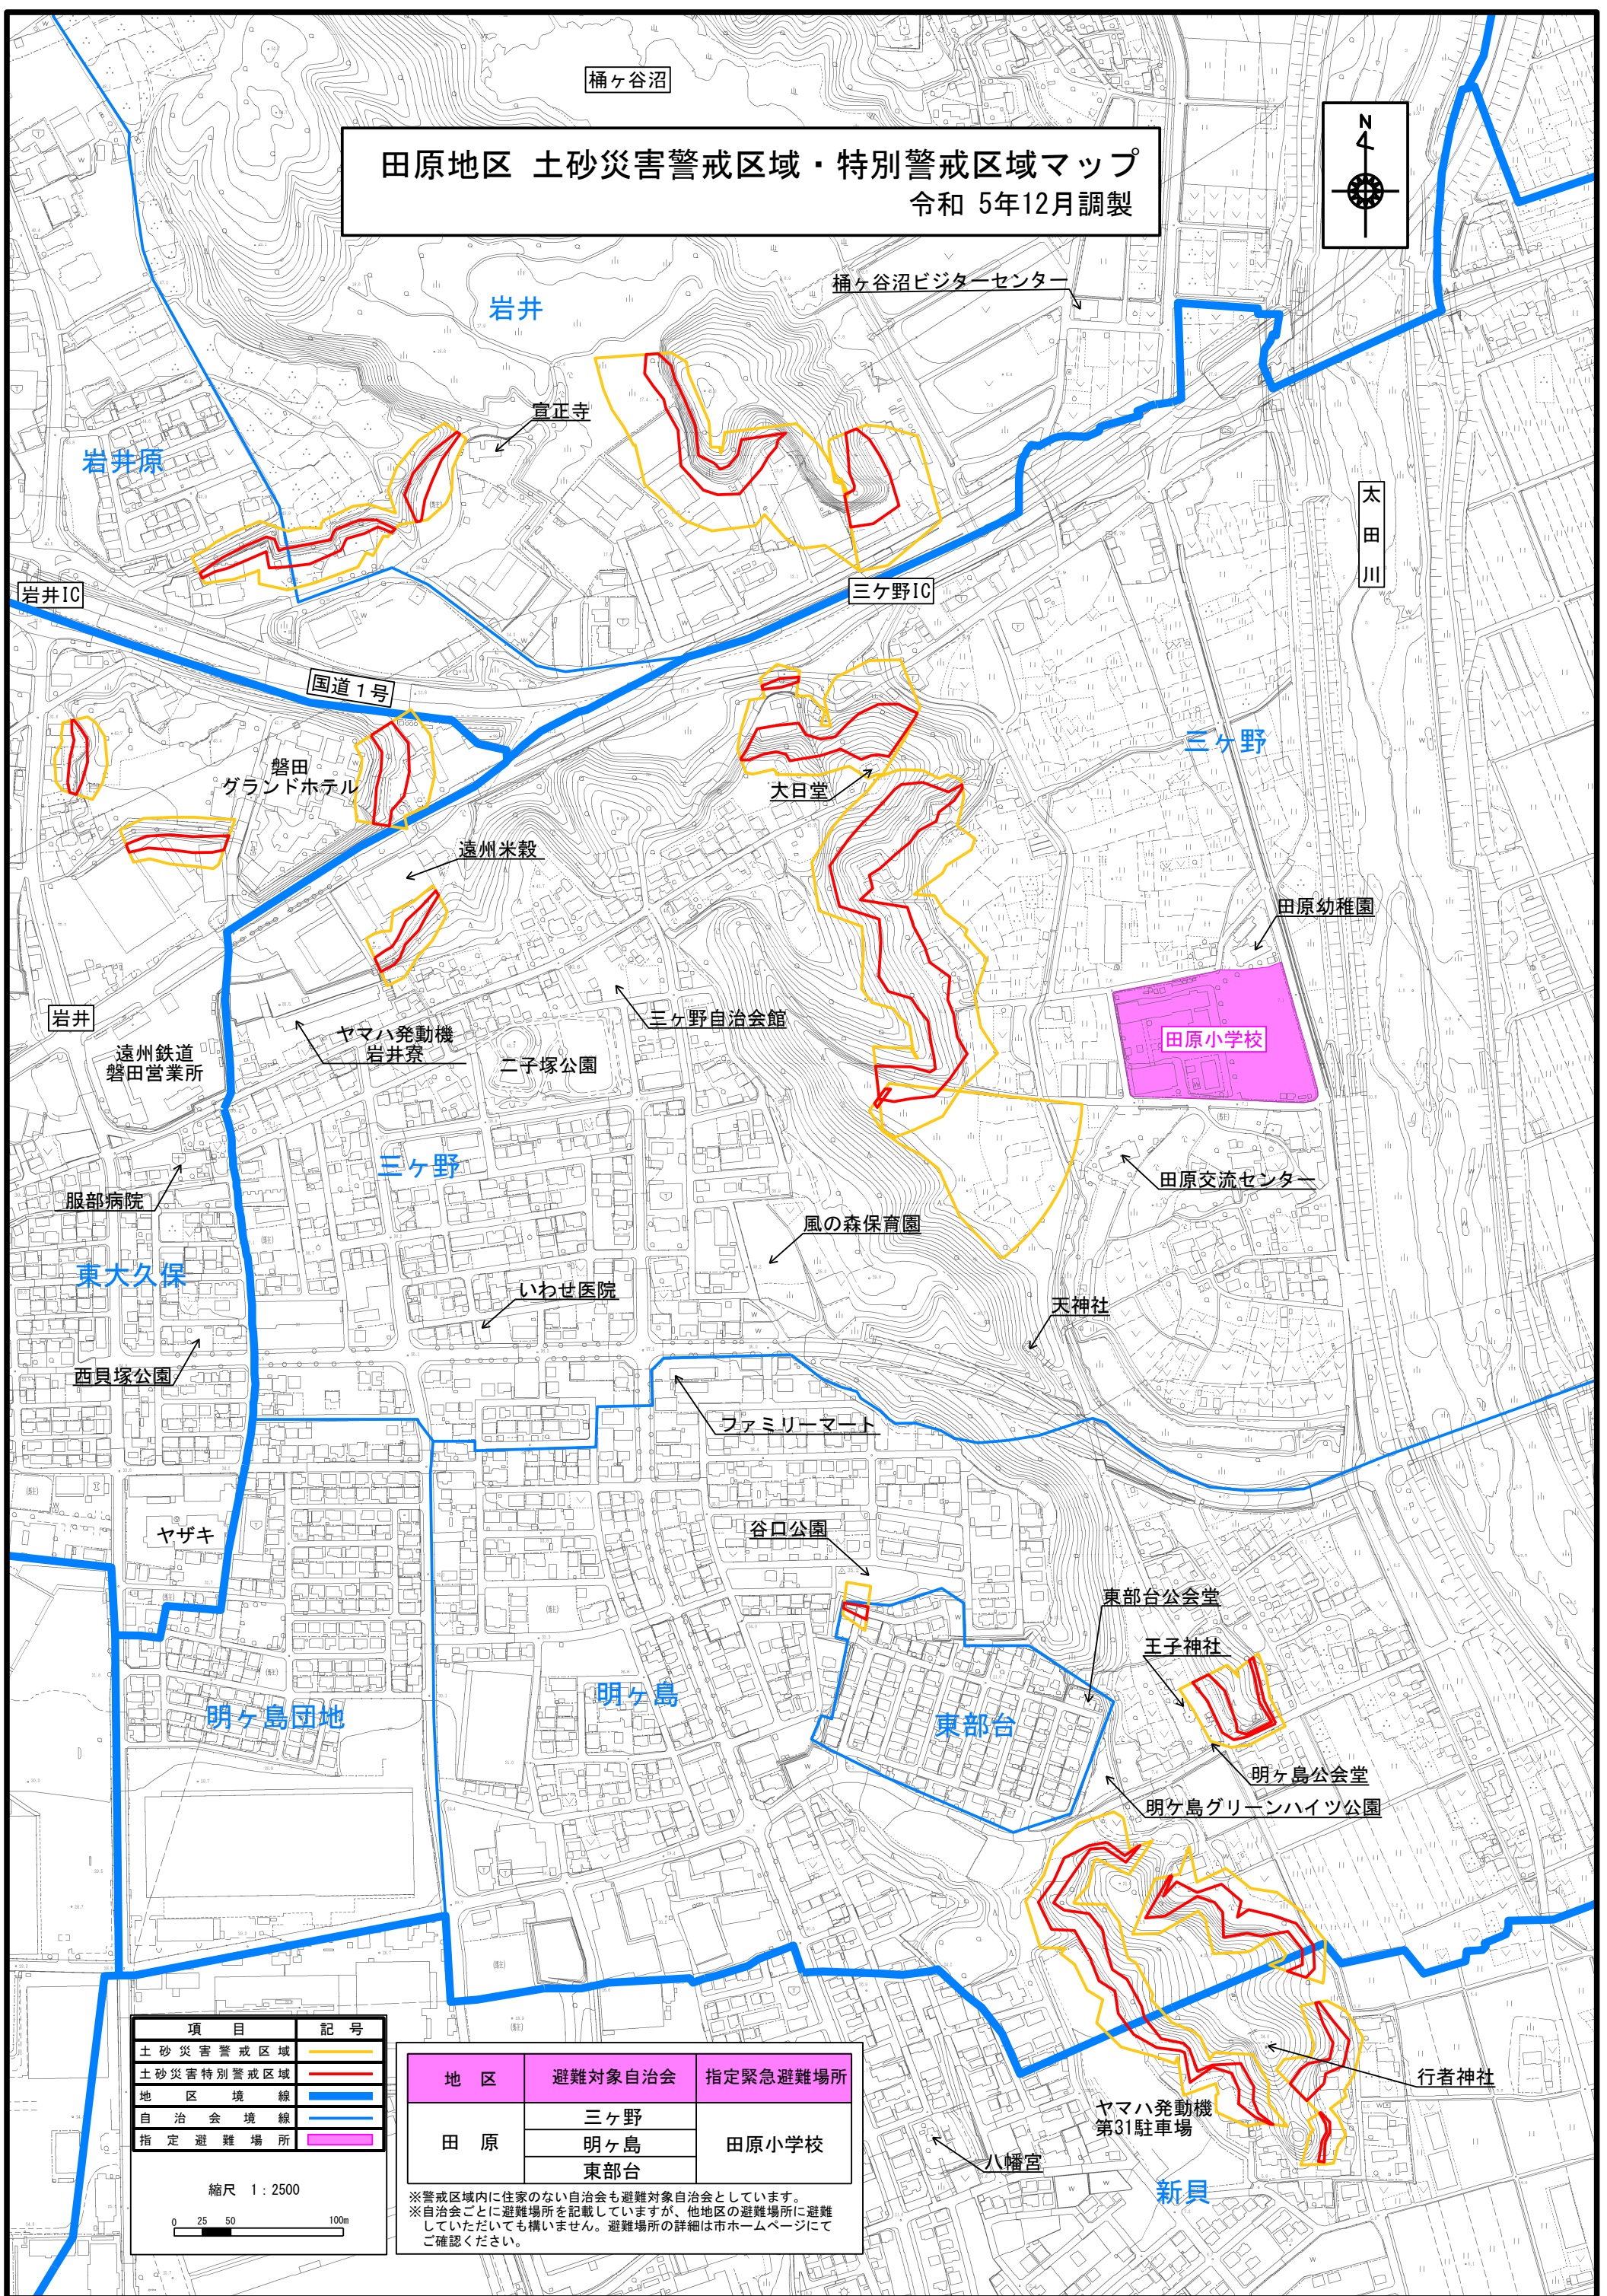 桶ヶ谷沼
田原地区 土砂災害警戒区域・特別警戒区域マップ
令和 5年12月調製
N
桶ヶ谷沼ビジターセンター
岩井
宣正寺
岩井原
太田川
岩井IC
三ケ野IC
国道1号
三ヶ野
磐田
グランドホテル
大日堂
遠州米穀
田原幼稚園
岩井
三ヶ野自治会館
ヤマハ発動機
岩井寮
田原小学校
遠州鉄道
磐田営業所
二子塚公園
三ヶ野
田原交流センター
服部病院
風の森保育園
東大久保
いわせ医院
天神社
西貝塚公園
ファミリーマート
ヤザキ
谷口公園
東部台公会堂
王子神社
明ヶ島
明ヶ島団地
東部台
明ヶ島公会堂
明ケ島グリーンハイツ公園
行者神社
ヤマハ発動機
第31駐車場
八幡宮
新貝
項目 記号
土砂災害警戒区域
土砂災害特別警戒区域
地区境線
自治会境線
指定避難場所
縮尺 1:2500
0 25 50 100m
地区 避難対象自治会 指定緊急避難場所
田原 三ヶ野 田原小学校
明ヶ島
東部台
※警戒区域内に住家のない自治会も避難対象自治会としています。
※自治会ごとに避難場所を記載していますが、他地区の避難場所に避難
していただいても構いません。避難場所の詳細は市ホームページにて
ご確認ください。